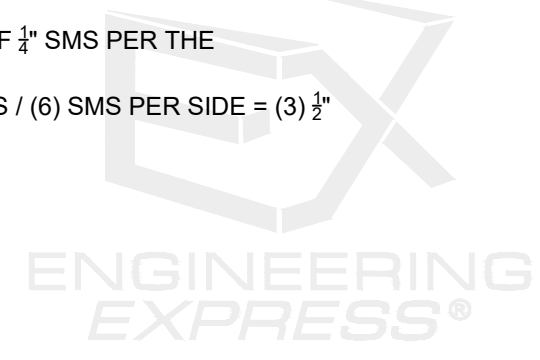 F 1/4" SMS PER THE
S / (6) SMS PER SIDE = (3) 1/2"
ENGINEERING
EXPRESS®